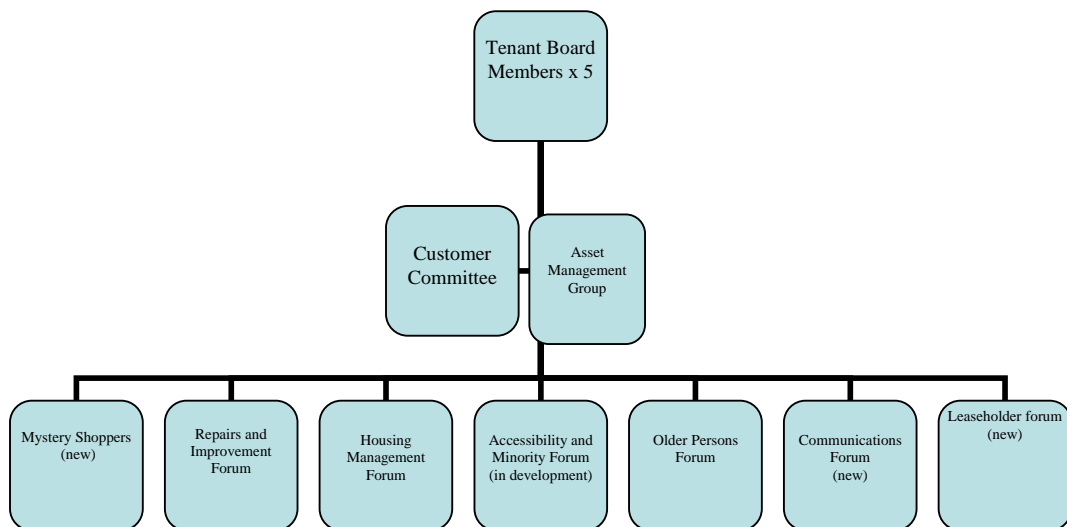 Tenant Board
Members x 5
Customer
Committee
Asset
Management
Group
Mystery Shoppers
(new)
Repairs and
Improvement
Forum
Housing
Management
Forum
Accessibility and
Minority Forum
(in development)
Older Persons
Forum
Communications
Forum
(new)
Leaseholder forum
(new)